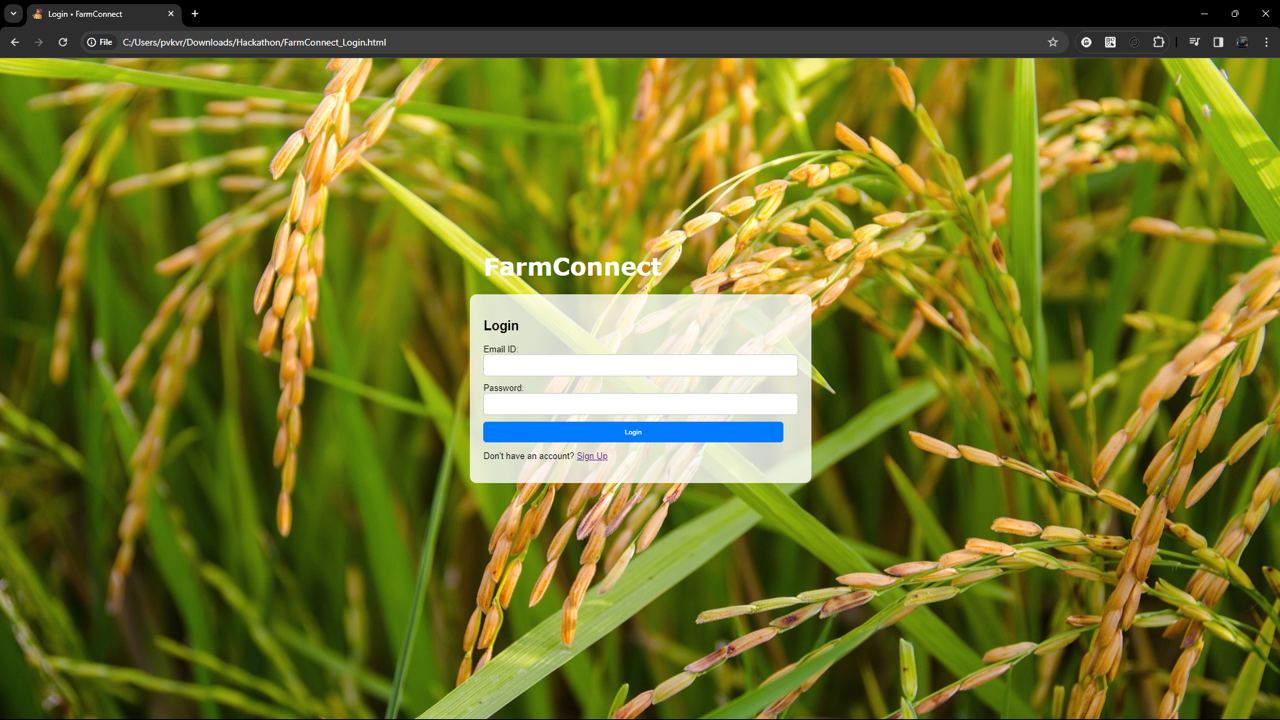 Login • FarmConnect
File
C:/Users/pvkvr/Downloads/Hackathon/FarmConnect_Login.html
FarmConnect
Login
Email ID:
Password:
Login
Don't have an account? Sign Up